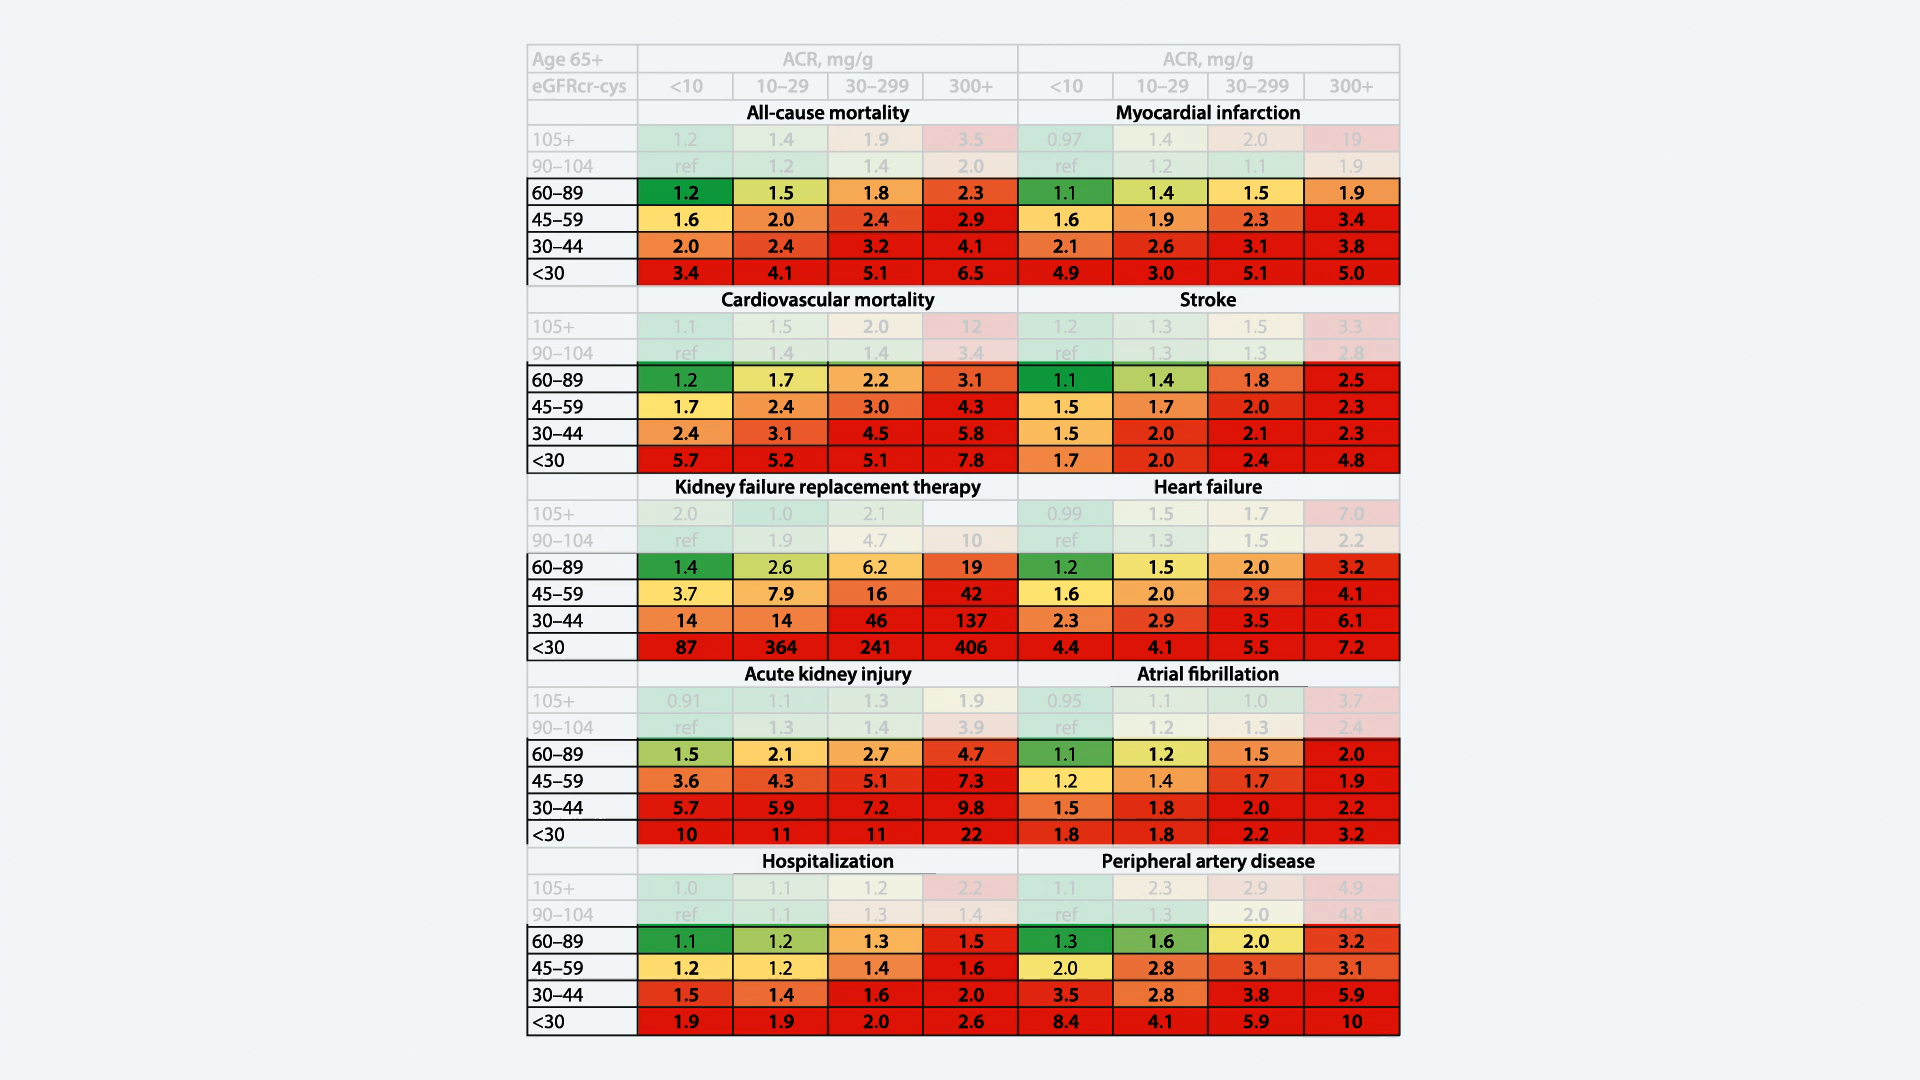 Age 65+ ACR, mg/g ACR, mg/g
eGFRcr-cys <10 10–29 30–299 300+ <10 10–29 30–299 300+
All-cause mortality Myocardial infarction
105+ 1.2 1.4 1.9 3.5 0.97 1.4 2.0 19
90–104 ref 1.2 1.4 2.0 ref 1.2 1.1 1.9
60–89 1.2 1.5 1.8 2.3 1.1 1.4 1.5 1.9
45–59 1.6 2.0 2.4 2.9 1.6 1.9 2.3 3.4
30–44 2.0 2.4 3.2 4.1 2.1 2.6 3.1 3.8
<30 3.4 4.1 5.1 6.5 4.9 3.0 5.1 5.0
Cardiovascular mortality Stroke
105+ 1.1 1.5 2.0 12 1.2 1.3 1.5 3.3
90–104 ref 1.4 1.4 3.4 ref 1.3 1.3 2.8
60–89 1.2 1.7 2.2 3.1 1.1 1.4 1.8 2.5
45–59 1.7 2.4 3.0 4.3 1.5 1.7 2.0 2.3
30–44 2.4 3.1 4.5 5.8 1.5 2.0 2.1 2.3
<30 5.7 5.2 5.1 7.8 1.7 2.0 2.4 4.8
Kidney failure replacement therapy Heart failure
105+ 2.0 1.0 2.1 0.99 1.5 1.7 7.0
90–104 ref 1.9 4.7 10 ref 1.3 1.5 2.2
60–89 1.4 2.6 6.2 19 1.2 1.5 2.0 3.2
45–59 3.7 7.9 16 42 1.6 2.0 2.9 4.1
30–44 14 14 46 137 2.3 2.9 3.5 6.1
<30 87 364 241 406 4.4 4.1 5.5 7.2
Acute kidney injury Atrial fibrillation
105+ 0.91 1.1 1.3 1.9 0.95 1.1 1.0 3.7
90–104 ref 1.3 1.4 3.9 ref 1.2 1.3 2.4
60–89 1.5 2.1 2.7 4.7 1.1 1.2 1.5 2.0
45–59 3.6 4.3 5.1 7.3 1.2 1.4 1.7 1.9
30–44 5.7 5.9 7.2 9.8 1.5 1.8 2.0 2.2
<30 10 11 11 22 1.8 1.8 2.2 3.2
Hospitalization Peripheral artery disease
105+ 1.0 1.1 1.2 2.2 1.1 2.3 2.9 4.9
90–104 ref 1.1 1.3 1.4 ref 1.3 2.0 4.8
60–89 1.1 1.2 1.3 1.5 1.3 1.6 2.0 3.2
45–59 1.2 1.2 1.4 1.6 2.0 2.8 3.1 3.1
30–44 1.5 1.4 1.6 2.0 3.5 2.8 3.8 5.9
<30 1.9 1.9 2.0 2.6 8.4 4.1 5.9 10